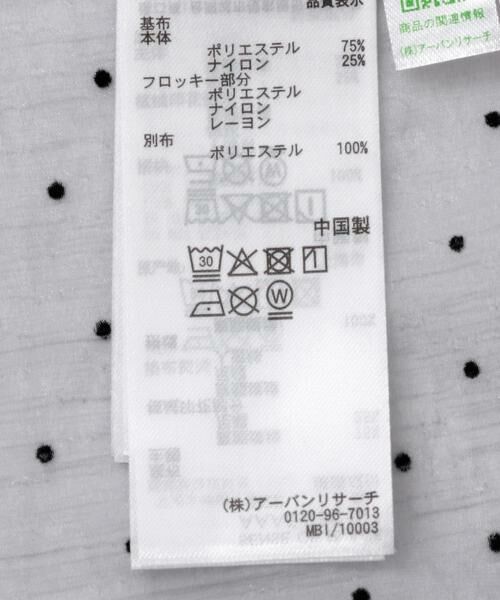 品質表示
基布
本体
ポリエステル 75%
ナイロン 25%
フロッキー部分
ポリエステル
ナイロン
レーヨン
別布
ポリエステル 100%
中国製
30
W
(株)アーバンリサーチ
0120-96-7013
MBI/10003
商品の関連情報
(株)アーバンリサーチ